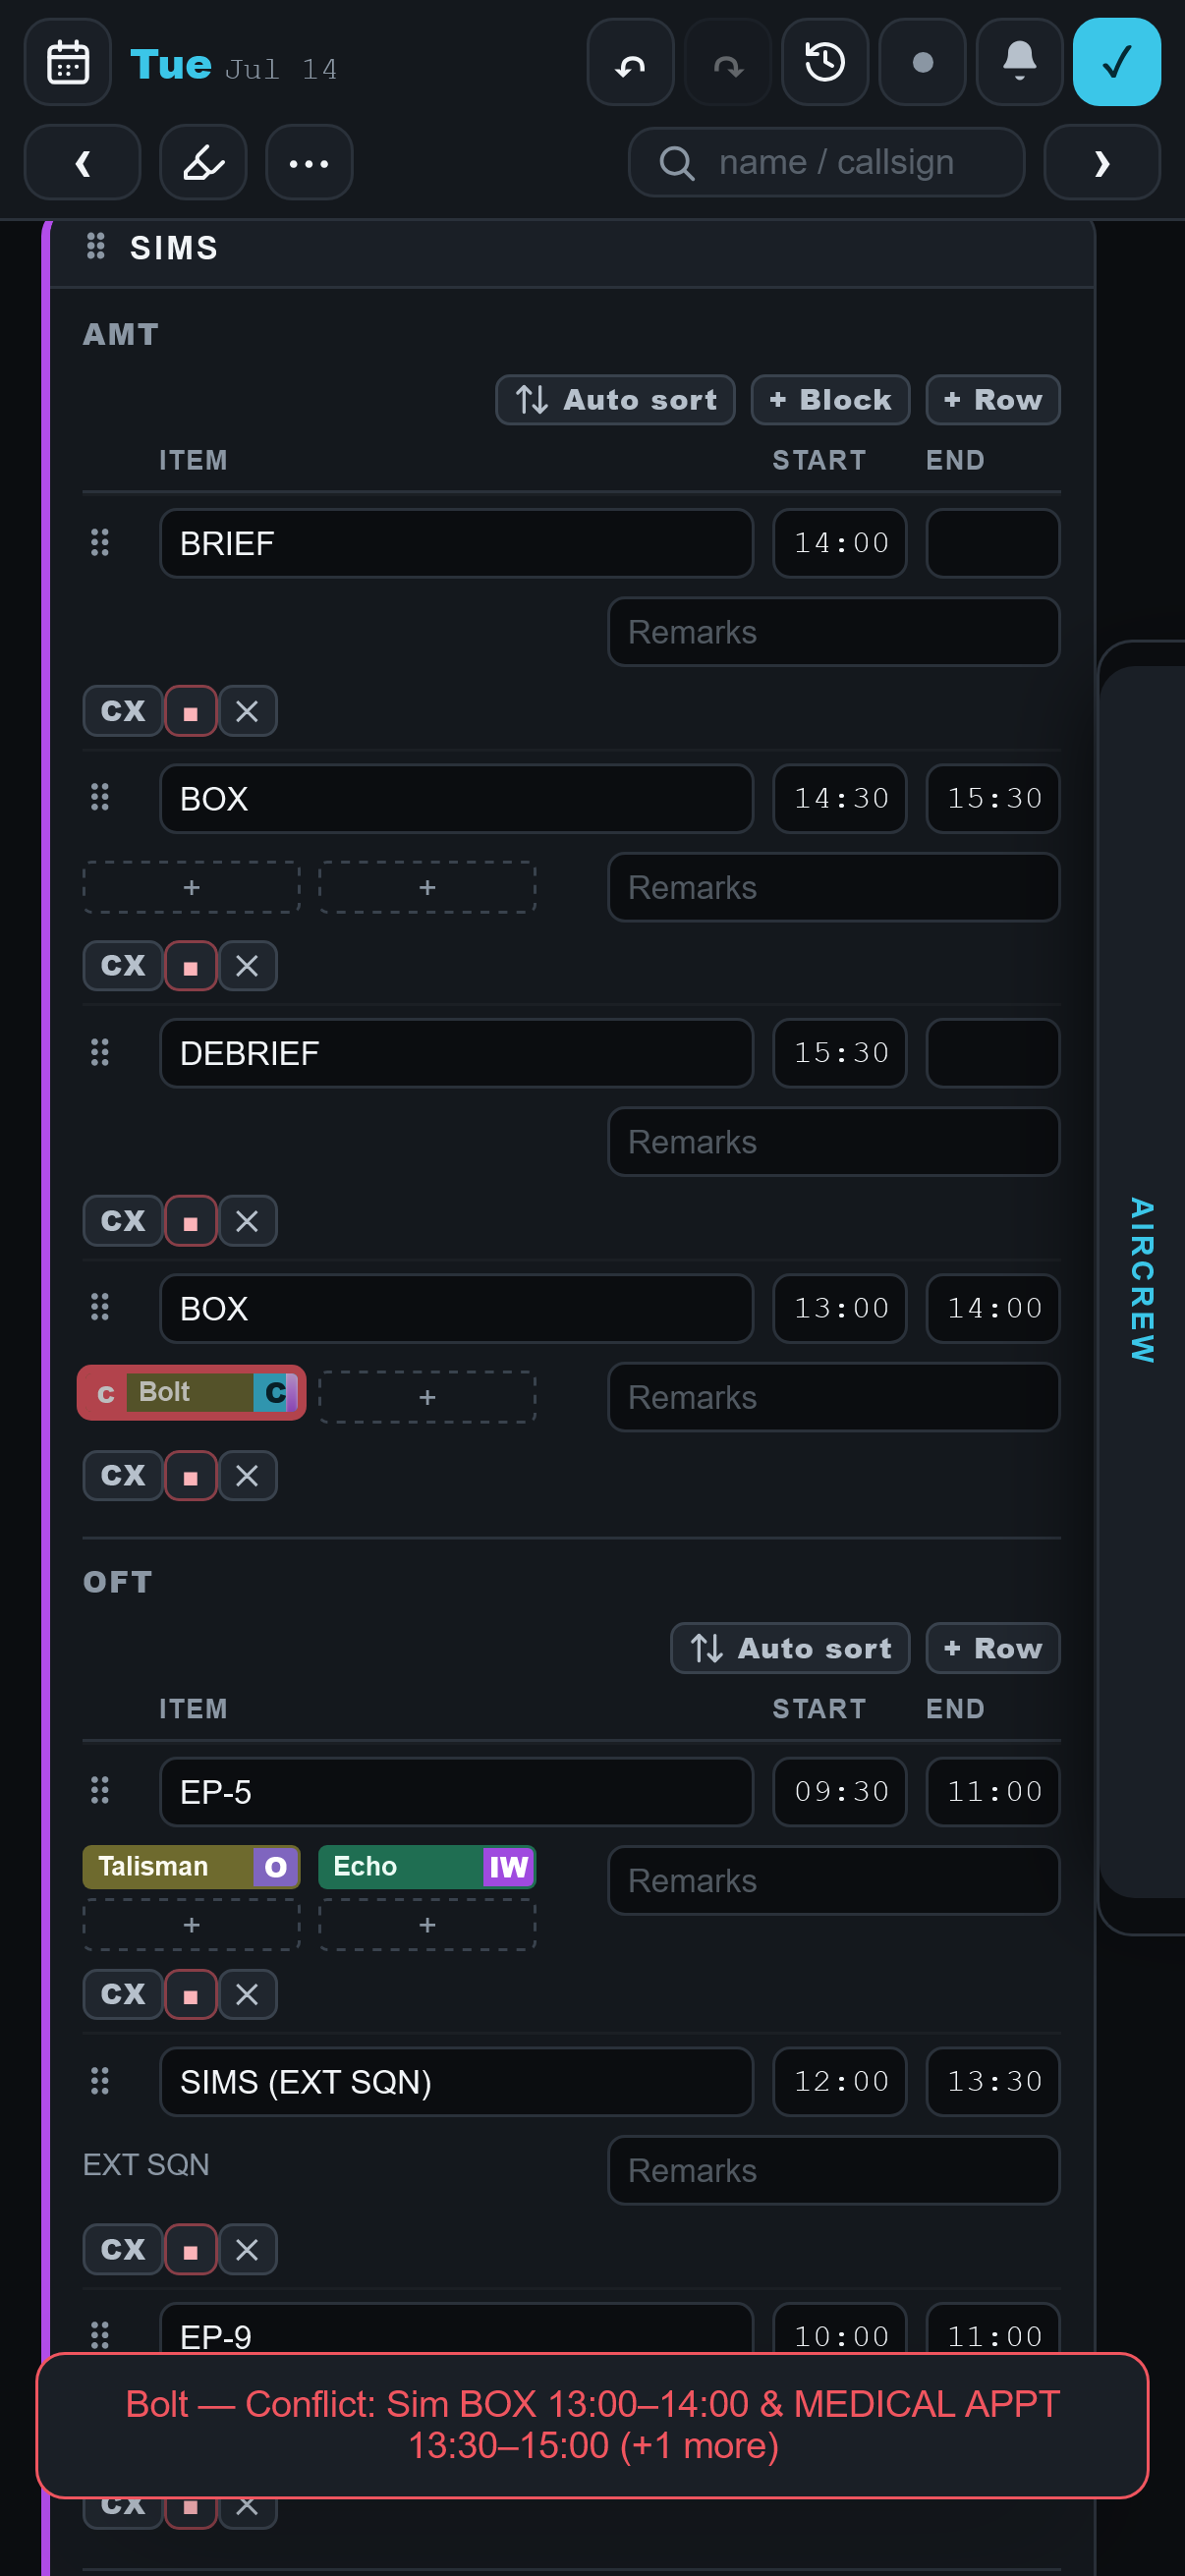 Tue Jul 14
name / callsign
SIMS
AMT
Auto sort + Block + Row
ITEM START END
BRIEF 14:00
Remarks
CX
BOX 14:30 15:30
+ + Remarks
CX
DEBRIEF 15:30
Remarks
CX
BOX 13:00 14:00
C Bolt C + Remarks
CX
AIRCREW
OFT
Auto sort + Row
ITEM START END
EP-5 09:30 11:00
Talisman O Echo IW Remarks
+ +
CX
SIMS (EXT SQN) 12:00 13:30
EXT SQN Remarks
CX
EP-9 10:00 11:00
Bolt — Conflict: Sim BOX 13:00–14:00 & MEDICAL APPT
13:30–15:00 (+1 more)
CX